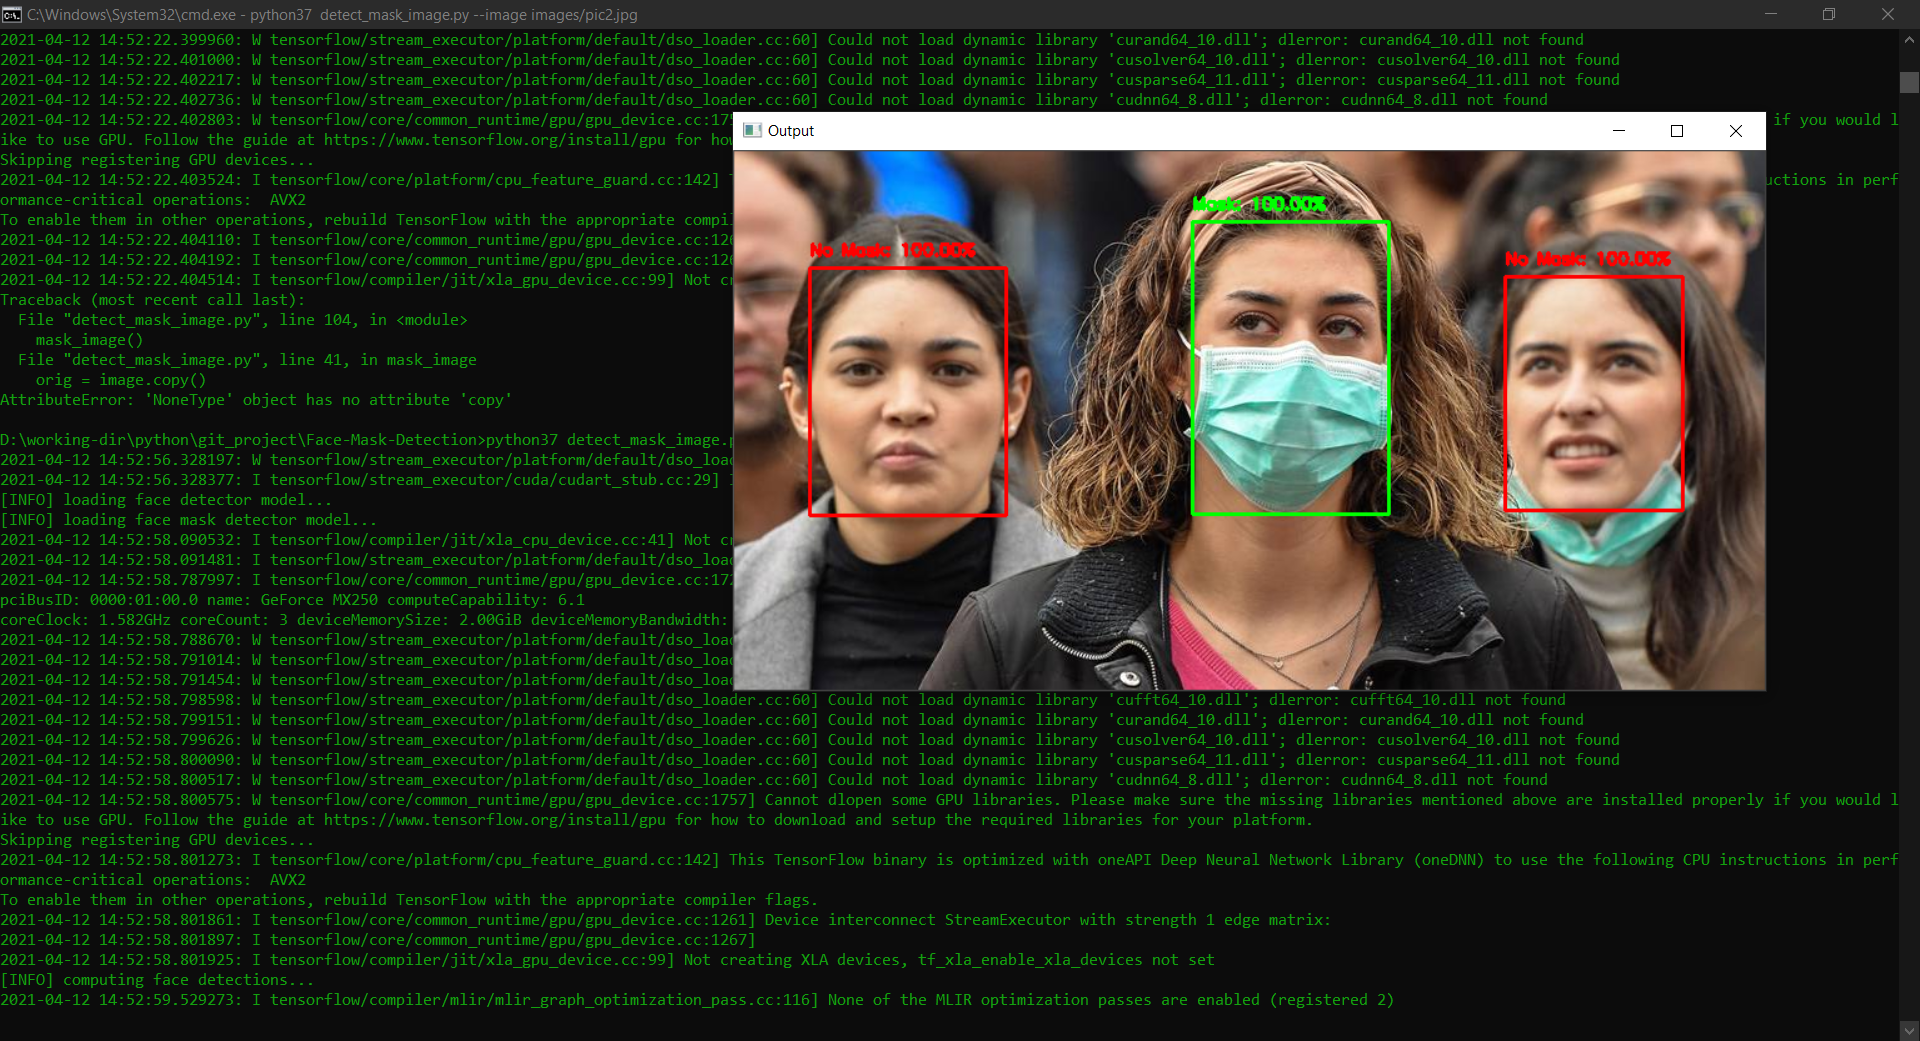 C:\Windows\System32\cmd.exe - python37  detect_mask_image.py --image images/pic2.jpg
2021-04-12 14:52:22.399960: W tensorflow/stream_executor/platform/default/dso_loader.cc:60] Could not load dynamic library 'curand64_10.dll'; dlerror: curand64_10.dll not found
2021-04-12 14:52:22.401000: W tensorflow/stream_executor/platform/default/dso_loader.cc:60] Could not load dynamic library 'cusolver64_10.dll'; dlerror: cusolver64_10.dll not found
2021-04-12 14:52:22.402217: W tensorflow/stream_executor/platform/default/dso_loader.cc:60] Could not load dynamic library 'cusparse64_11.dll'; dlerror: cusparse64_11.dll not found
2021-04-12 14:52:22.402736: W tensorflow/stream_executor/platform/default/dso_loader.cc:60] Could not load dynamic library 'cudnn64_8.dll'; dlerror: cudnn64_8.dll not found
2021-04-12 14:52:22.402803: W tensorflow/core/common_runtime/gpu/gpu_device.cc:175 if you would l
ike to use GPU. Follow the guide at https://www.tensorflow.org/install/gpu for how
Skipping registering GPU devices...
2021-04-12 14:52:22.403524: I tensorflow/core/platform/cpu_feature_guard.cc:142] uctions in perf
ormance-critical operations:  AVX2
To enable them in other operations, rebuild TensorFlow with the appropriate compil
2021-04-12 14:52:22.404110: I tensorflow/core/common_runtime/gpu/gpu_device.cc:126
2021-04-12 14:52:22.404192: I tensorflow/core/common_runtime/gpu/gpu_device.cc:126
2021-04-12 14:52:22.404514: I tensorflow/compiler/jit/xla_gpu_device.cc:99] Not cr
Traceback (most recent call last):
  File "detect_mask_image.py", line 104, in <module>
    mask_image()
  File "detect_mask_image.py", line 41, in mask_image
    orig = image.copy()
AttributeError: 'NoneType' object has no attribute 'copy'
D:\working-dir\python\git_project\Face-Mask-Detection>python37 detect_mask_image.p
2021-04-12 14:52:56.328197: W tensorflow/stream_executor/platform/default/dso_load
2021-04-12 14:52:56.328377: I tensorflow/stream_executor/cuda/cudart_stub.cc:29] I
[INFO] loading face detector model...
[INFO] loading face mask detector model...
2021-04-12 14:52:58.090532: I tensorflow/compiler/jit/xla_cpu_device.cc:41] Not cr
2021-04-12 14:52:58.091481: I tensorflow/stream_executor/platform/default/dso_load
2021-04-12 14:52:58.787997: I tensorflow/core/common_runtime/gpu/gpu_device.cc:172
pciBusID: 0000:01:00.0 name: GeForce MX250 computeCapability: 6.1
coreClock: 1.582GHz coreCount: 3 deviceMemorySize: 2.00GiB deviceMemoryBandwidth:
2021-04-12 14:52:58.788670: W tensorflow/stream_executor/platform/default/dso_load
2021-04-12 14:52:58.791014: W tensorflow/stream_executor/platform/default/dso_load
2021-04-12 14:52:58.791454: W tensorflow/stream_executor/platform/default/dso_load
2021-04-12 14:52:58.798598: W tensorflow/stream_executor/platform/default/dso_loader.cc:60] Could not load dynamic library 'cufft64_10.dll'; dlerror: cufft64_10.dll not found
2021-04-12 14:52:58.799151: W tensorflow/stream_executor/platform/default/dso_loader.cc:60] Could not load dynamic library 'curand64_10.dll'; dlerror: curand64_10.dll not found
2021-04-12 14:52:58.799626: W tensorflow/stream_executor/platform/default/dso_loader.cc:60] Could not load dynamic library 'cusolver64_10.dll'; dlerror: cusolver64_10.dll not found
2021-04-12 14:52:58.800090: W tensorflow/stream_executor/platform/default/dso_loader.cc:60] Could not load dynamic library 'cusparse64_11.dll'; dlerror: cusparse64_11.dll not found
2021-04-12 14:52:58.800517: W tensorflow/stream_executor/platform/default/dso_loader.cc:60] Could not load dynamic library 'cudnn64_8.dll'; dlerror: cudnn64_8.dll not found
2021-04-12 14:52:58.800575: W tensorflow/core/common_runtime/gpu/gpu_device.cc:1757] Cannot dlopen some GPU libraries. Please make sure the missing libraries mentioned above are installed properly if you would l
ike to use GPU. Follow the guide at https://www.tensorflow.org/install/gpu for how to download and setup the required libraries for your platform.
Skipping registering GPU devices...
2021-04-12 14:52:58.801273: I tensorflow/core/platform/cpu_feature_guard.cc:142] This TensorFlow binary is optimized with oneAPI Deep Neural Network Library (oneDNN) to use the following CPU instructions in perf
ormance-critical operations:  AVX2
To enable them in other operations, rebuild TensorFlow with the appropriate compiler flags.
2021-04-12 14:52:58.801861: I tensorflow/core/common_runtime/gpu/gpu_device.cc:1261] Device interconnect StreamExecutor with strength 1 edge matrix:
2021-04-12 14:52:58.801897: I tensorflow/core/common_runtime/gpu/gpu_device.cc:1267]
2021-04-12 14:52:58.801925: I tensorflow/compiler/jit/xla_gpu_device.cc:99] Not creating XLA devices, tf_xla_enable_xla_devices not set
[INFO] computing face detections...
2021-04-12 14:52:59.529273: I tensorflow/compiler/mlir/mlir_graph_optimization_pass.cc:116] None of the MLIR optimization passes are enabled (registered 2)
Output
Mask: 100.00%
No Mask: 100.00%
No Mask: 100.00%